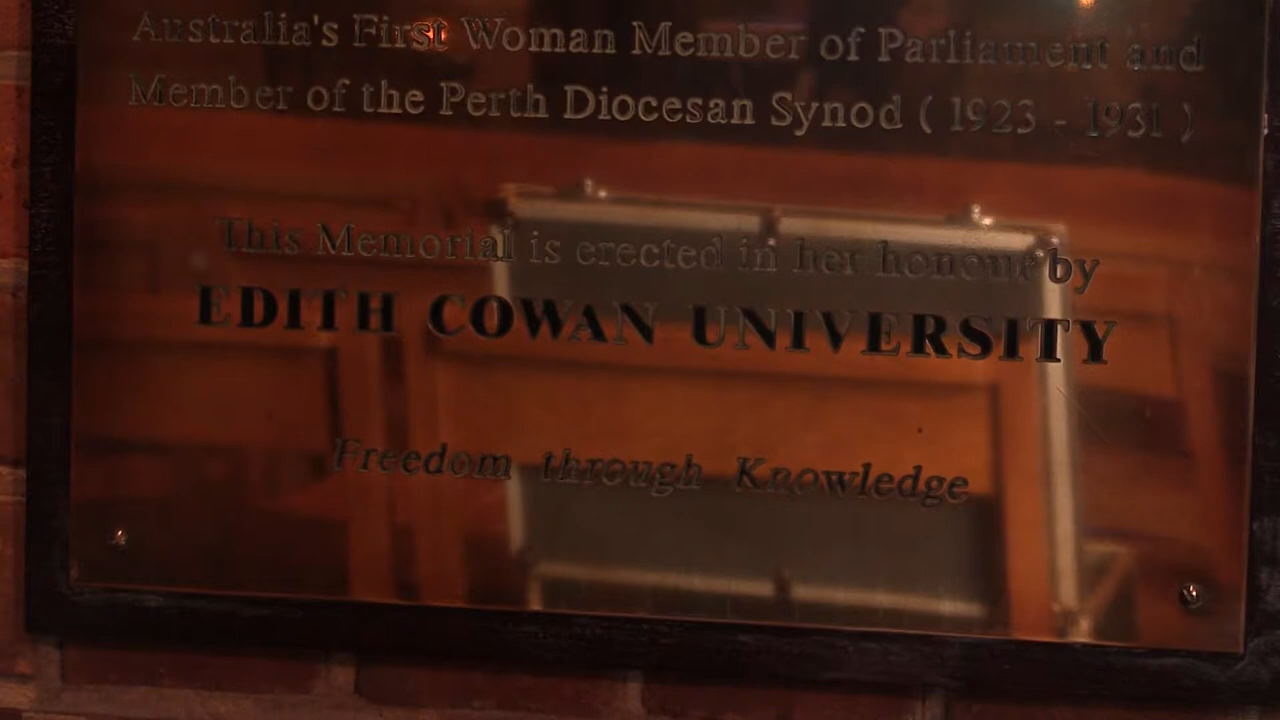 Australia's First Woman Member of Parliament and
Member of the Perth Diocesan Synod ( 1923 - 1931 )
This Memorial is erected in her honour by
EDITH COWAN UNIVERSITY
Freedom through Knowledge